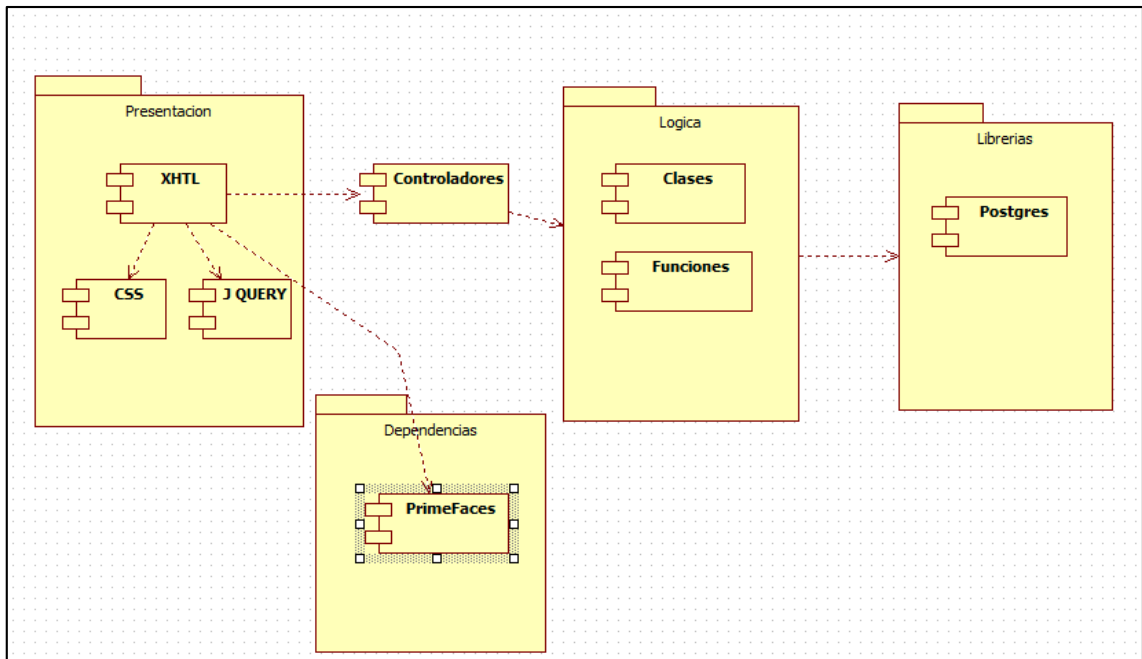 Presentacion
XHTL
CSS
J QUERY
Controladores
Logica
Clases
Funciones
Librerias
Postgres
Dependencias
PrimeFaces